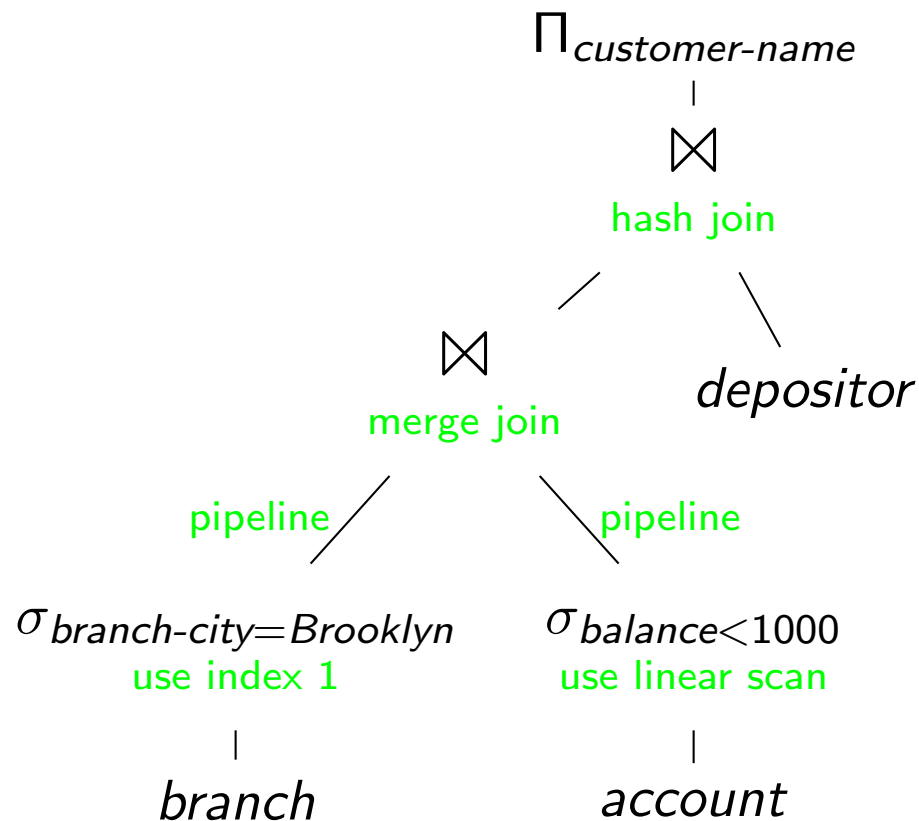 Π customer-name
⋈
hash join
⋈
depositor
merge join
pipeline pipeline
σ branch-city=Brooklyn σ balance<1000
use index 1 use linear scan
branch account